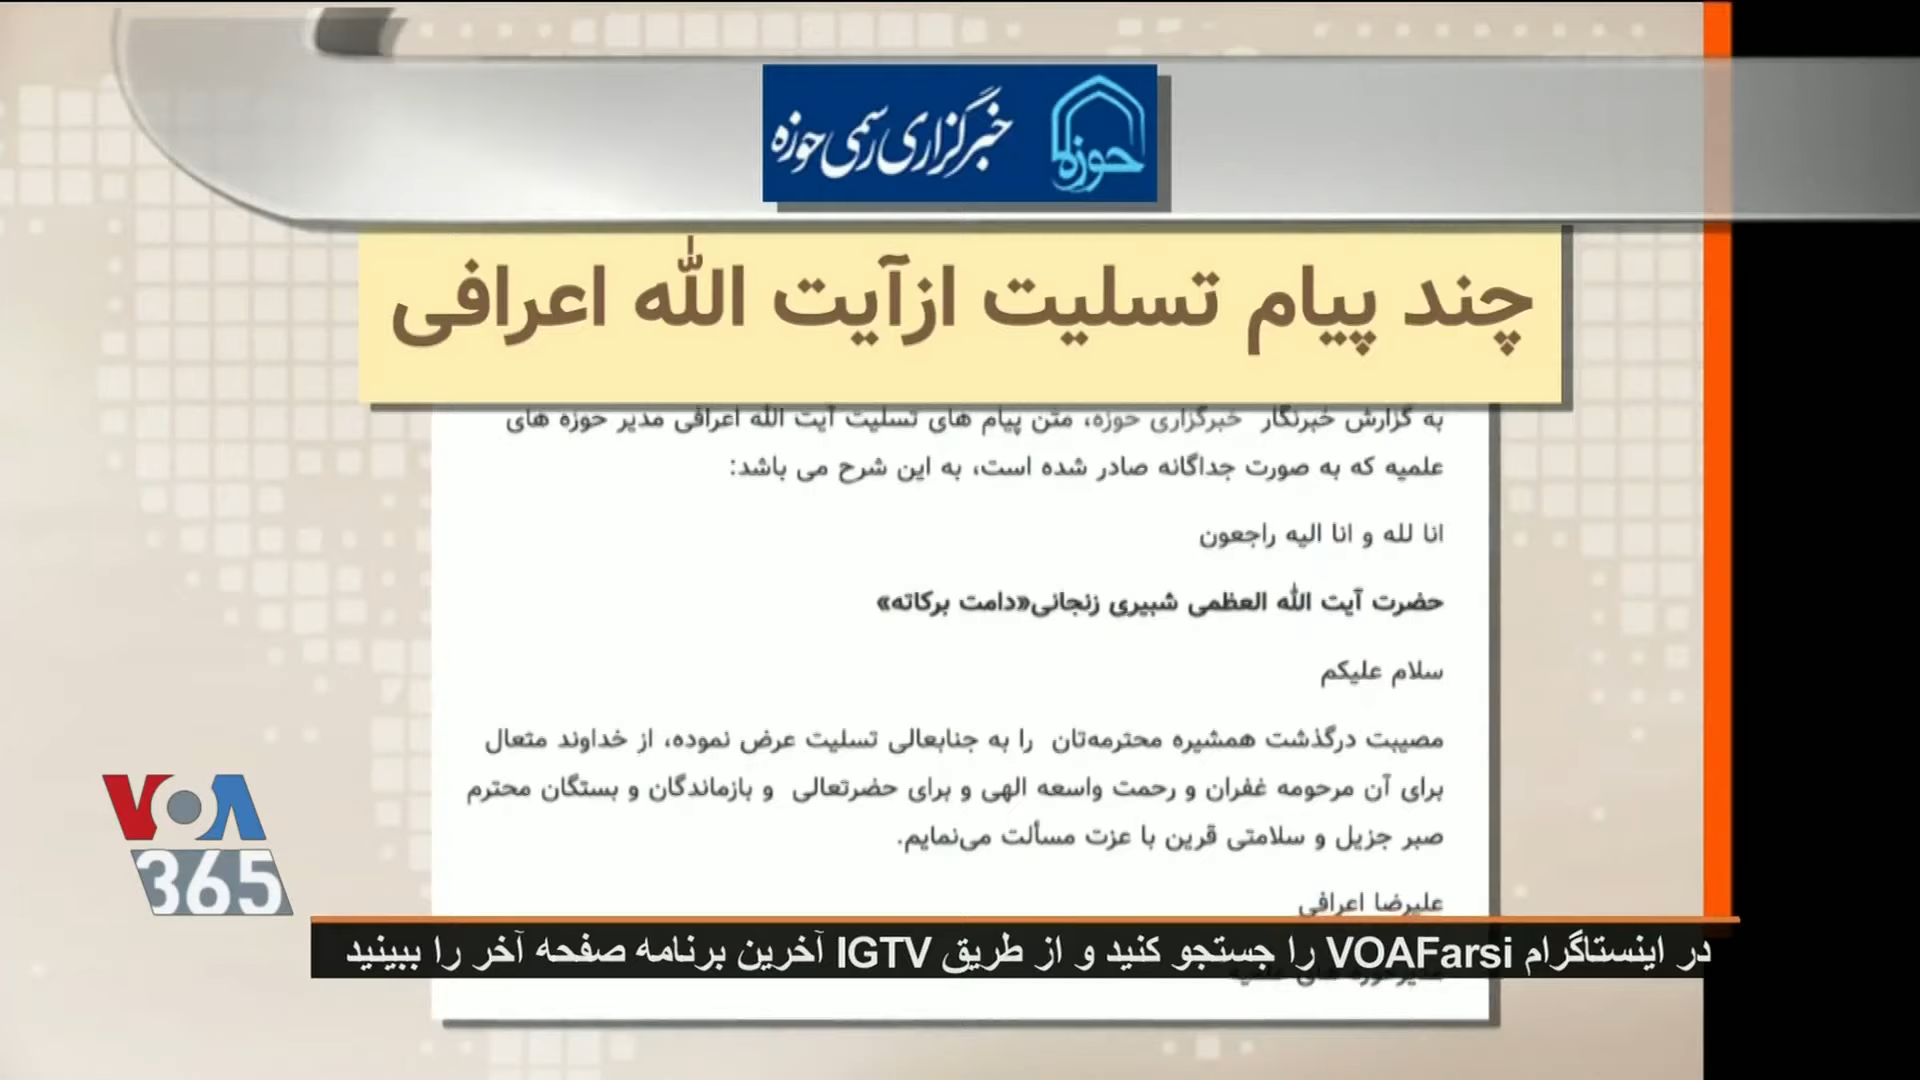 خبرگزاری رسمی حوزه
حوزه
چند پیام تسلیت ازآیت الله اعرافی
به گزارش خبرنگار خبرگزاری حوزه، متن پیام های تسلیت آیت الله اعرافی مدیر حوزه های
علمیه که به صورت جداگانه صادر شده است، به این شرح می باشد:
انا لله و انا الیه راجعون
حضرت آیت الله العظمی شبیری زنجانی«دامت برکاته»
سلام علیکم
مصیبت درگذشت همشیره محترمه‌تان را به جنابعالی تسلیت عرض نموده، از خداوند متعال
برای آن مرحومه غفران و رحمت واسعه الهی و برای حضرتعالی و بازماندگان و بستگان محترم
صبر جزیل و سلامتی قرین با عزت مسألت می‌نمایم.
علیرضا اعرافی
مدیرحوزه های علمیه
VOA
365
در اینستاگرام VOAFarsi را جستجو کنید و از طریق IGTV آخرین برنامه صفحه آخر را ببینید